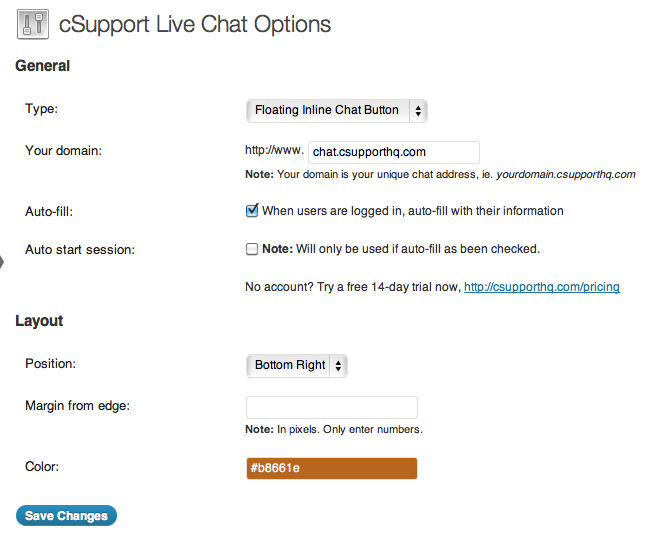 cSupport Live Chat Options
General
Type: Floating Inline Chat Button
Your domain: http://www. chat.csupporthq.com
Note: Your domain is your unique chat address, ie. yourdomain.csupporthq.com
Auto-fill: When users are logged in, auto-fill with their information
Auto start session: Note: Will only be used if auto-fill as been checked.
No account? Try a free 14-day trial now, http://csupporthq.com/pricing
Layout
Position: Bottom Right
Margin from edge:
Note: In pixels. Only enter numbers.
Color: #b8661e
Save Changes